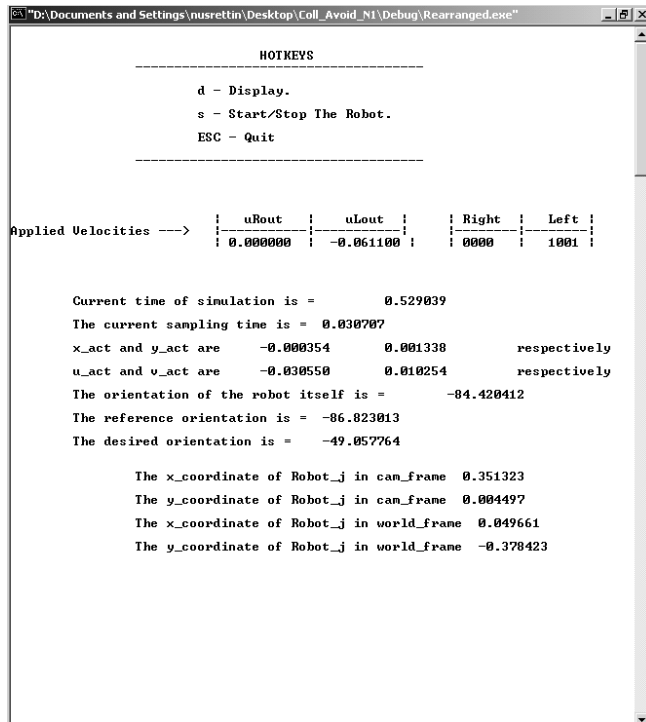 "D:\Documents and Settings\nusrettin\Desktop\Coll_Avoid_N1\Debug\Rearranged.exe"
HOTKEYS
-------------------------------------
d - Display.
s - Start/Stop The Robot.
ESC - Quit
-------------------------------------
¦ uRout ¦ uLout ¦ ¦ Right ¦ Left ¦
Applied Velocities ---> ¦-----------¦-----------¦ ¦--------¦--------¦
¦ 0.000000 ¦ -0.061100 ¦ ¦ 0000 ¦ 1001 ¦
Current time of simulation is = 0.529039
The current sampling time is = 0.030707
x_act and y_act are -0.000354 0.001338 respectively
u_act and v_act are -0.030550 0.010254 respectively
The orientation of the robot itself is = -84.420412
The reference orientation is = -86.823013
The desired orientation is = -49.057764
The x_coordinate of Robot_j in cam_frame 0.351323
The y_coordinate of Robot_j in cam_frame 0.004497
The x_coordinate of Robot_j in world_frame 0.049661
The y_coordinate of Robot_j in world_frame -0.378423